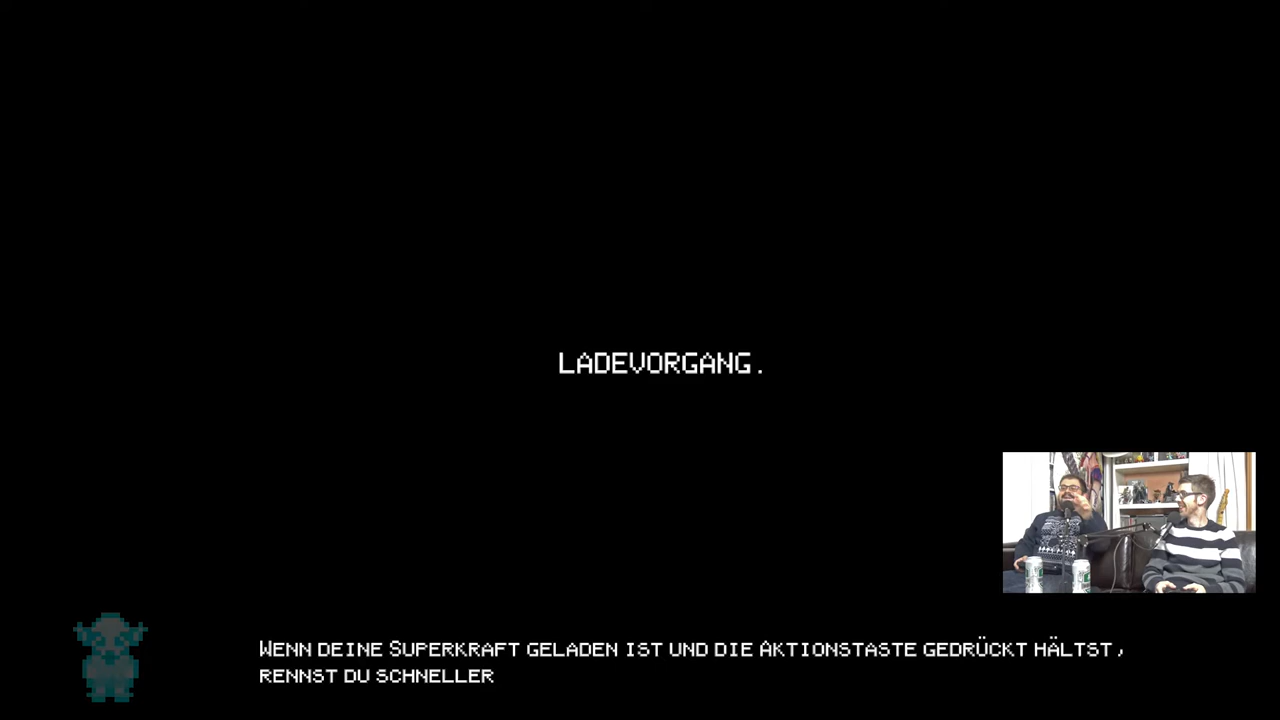 LADEVORGANG.
Wenn deine Superkraft geladen ist und die Aktionstaste gedrückt hältst,
rennst du schneller